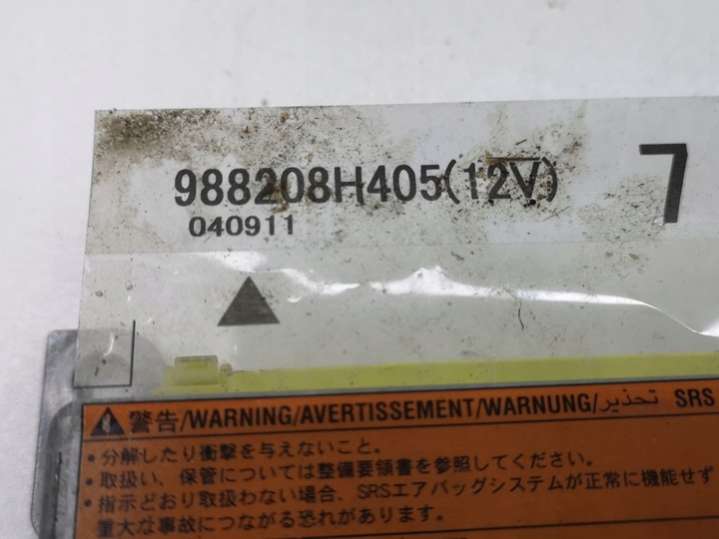 988208H405(12V)
7
040911
警告/WARNING/AVERTISSEMENT/WARNUNG/تحذير SRS
・分解したり衝撃を与えないこと。
・取扱い、保管については整備要領書を参照してください。
・指示どおり取扱わない場合、SRSエアバッグシステムが正常に機能せず
重大な事故につながる恐れがあります。